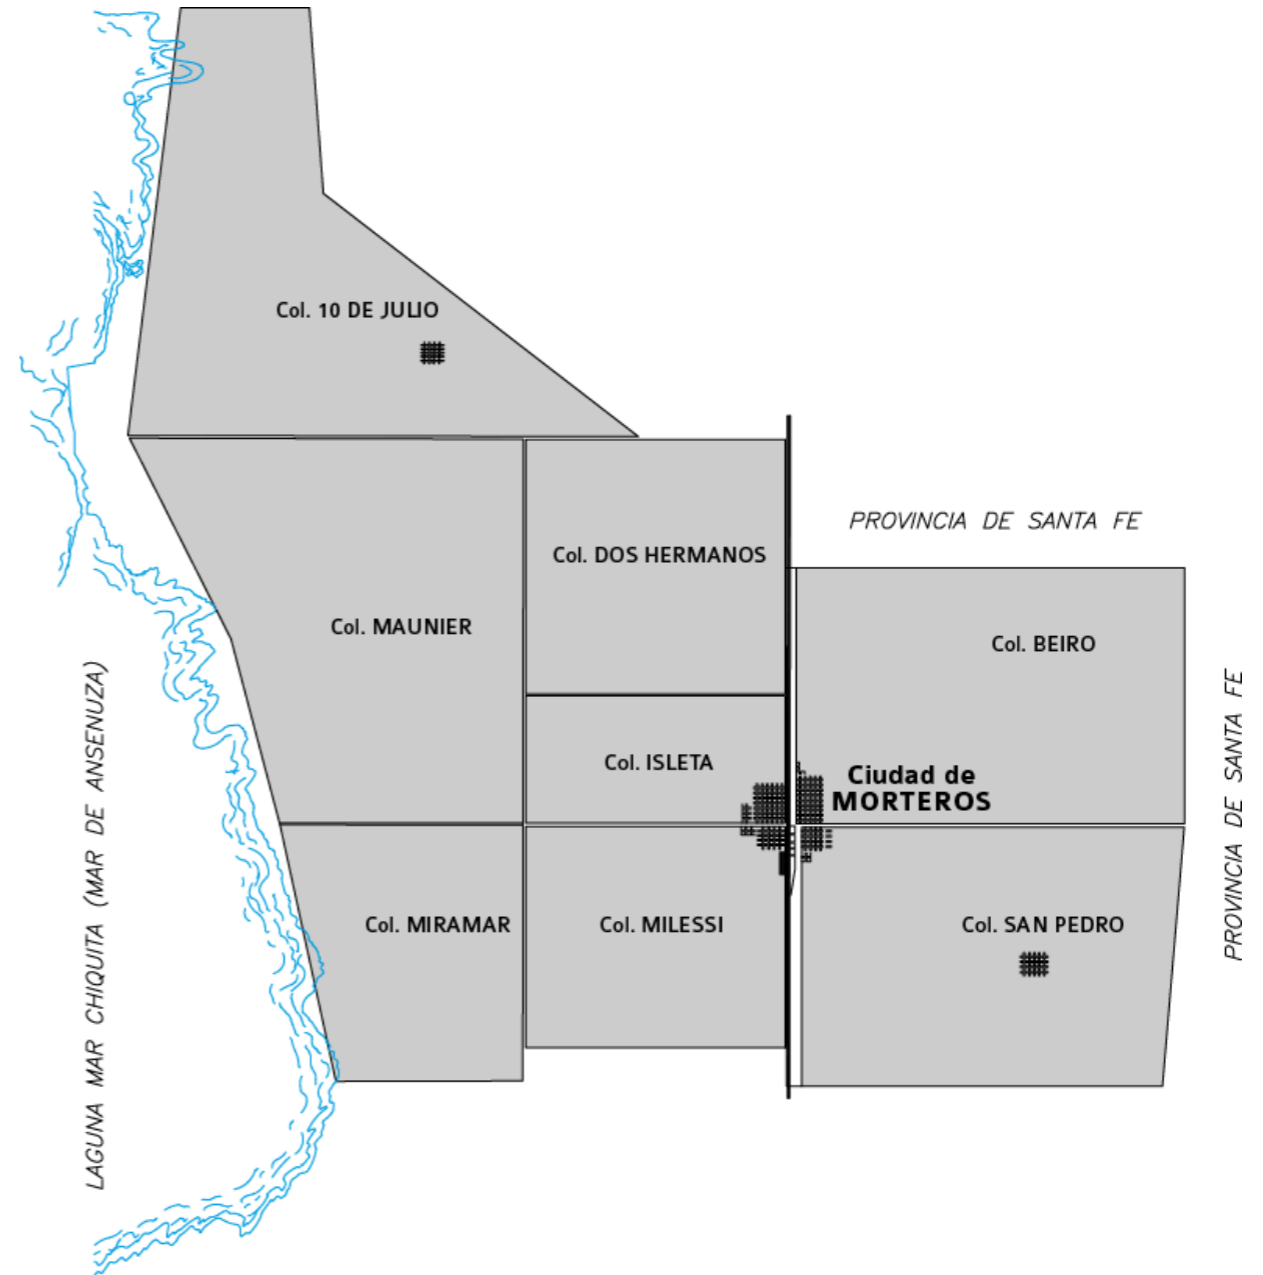 Col. 10 DE JULIO
PROVINCIA DE SANTA FE
Col. DOS HERMANOS
Col. MAUNIER
Col. BEIRO
Col. ISLETA
Ciudad de
MORTEROS
Col. MIRAMAR
Col. MILESSI
Col. SAN PEDRO
LAGUNA MAR CHIQUITA (MAR DE ANSENUZA)
PROVINCIA DE SANTA FE